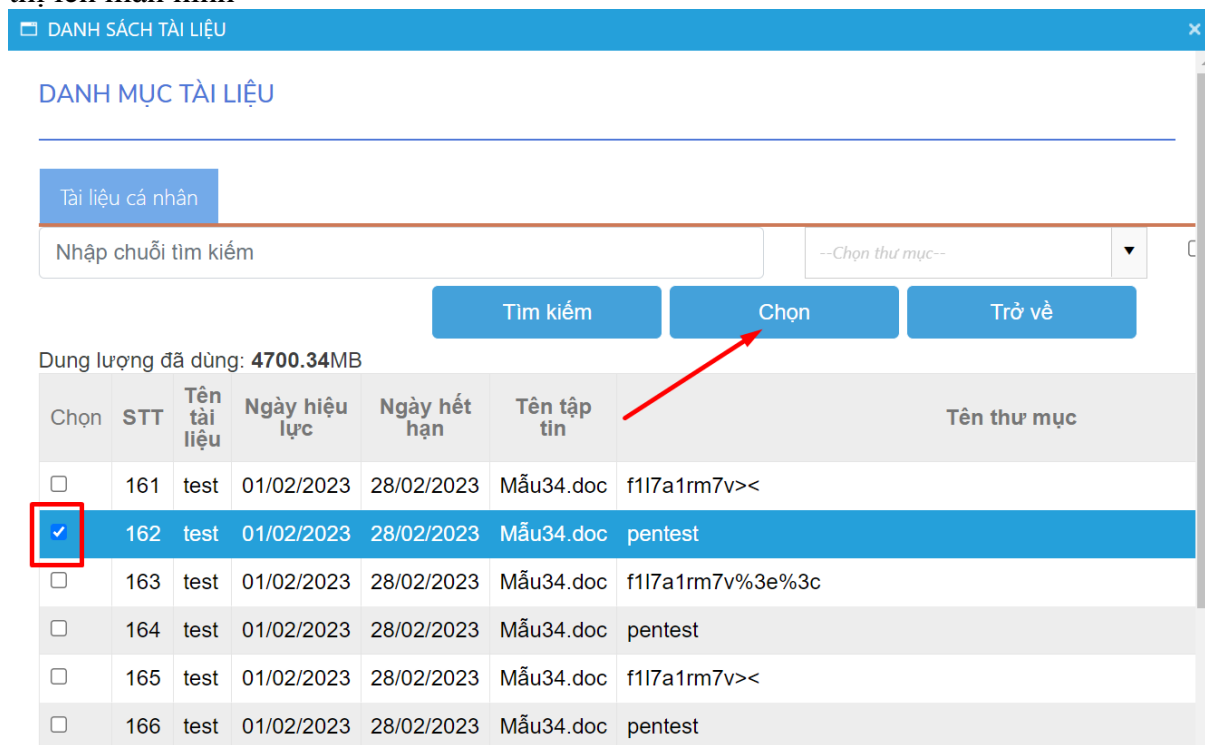 DANH SÁCH TÀI LIỆU
DANH MỤC TÀI LIỆU
Tài liệu cá nhân
Nhập chuỗi tìm kiếm --Chọn thư mục--
Tìm kiếm Chọn Trở về
Dung lượng đã dùng: 4700.34MB
Chọn STT Tên tài liệu Ngày hiệu lực Ngày hết hạn Tên tập tin Tên thư mục
161 test 01/02/2023 28/02/2023 Mẫu34.doc f1l7a1rm7v><
162 test 01/02/2023 28/02/2023 Mẫu34.doc pentest
163 test 01/02/2023 28/02/2023 Mẫu34.doc f1l7a1rm7v%3e%3c
164 test 01/02/2023 28/02/2023 Mẫu34.doc pentest
165 test 01/02/2023 28/02/2023 Mẫu34.doc f1l7a1rm7v><
166 test 01/02/2023 28/02/2023 Mẫu34.doc pentest